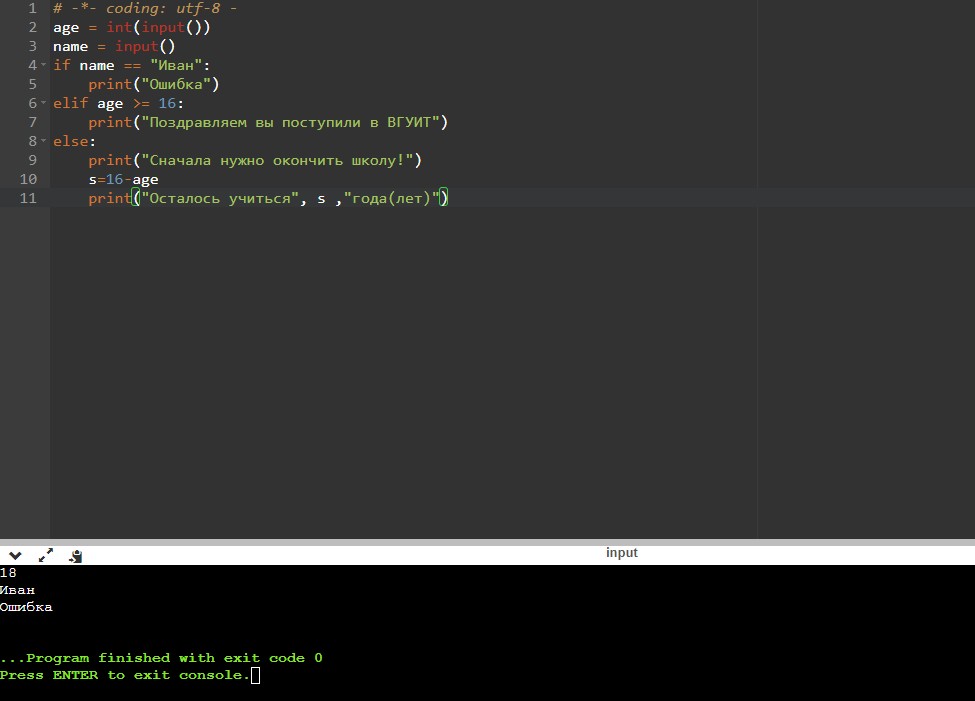 1 # -*- coding: utf-8 -
2 age = int(input())
3 name = input()
4 if name == "Иван":
5     print("Ошибка")
6 elif age >= 16:
7     print("Поздравляем вы поступили в ВГУИТ")
8 else:
9     print("Сначала нужно окончить школу!")
10     s=16-age
11     print("Осталось учиться", s ,"года(лет)")
input
18
Иван
Ошибка
...Program finished with exit code 0
Press ENTER to exit console.